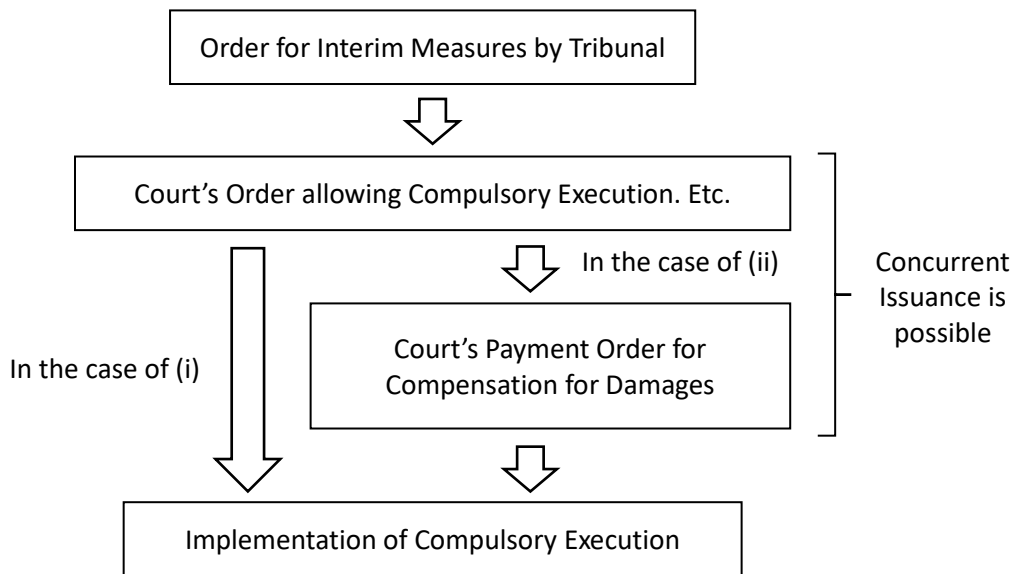 Order for Interim Measures by Tribunal
Court’s Order allowing Compulsory Execution. Etc.
In the case of (ii)
Concurrent
Issuance is
possible
Court’s Payment Order for
Compensation for Damages
In the case of (i)
Implementation of Compulsory Execution